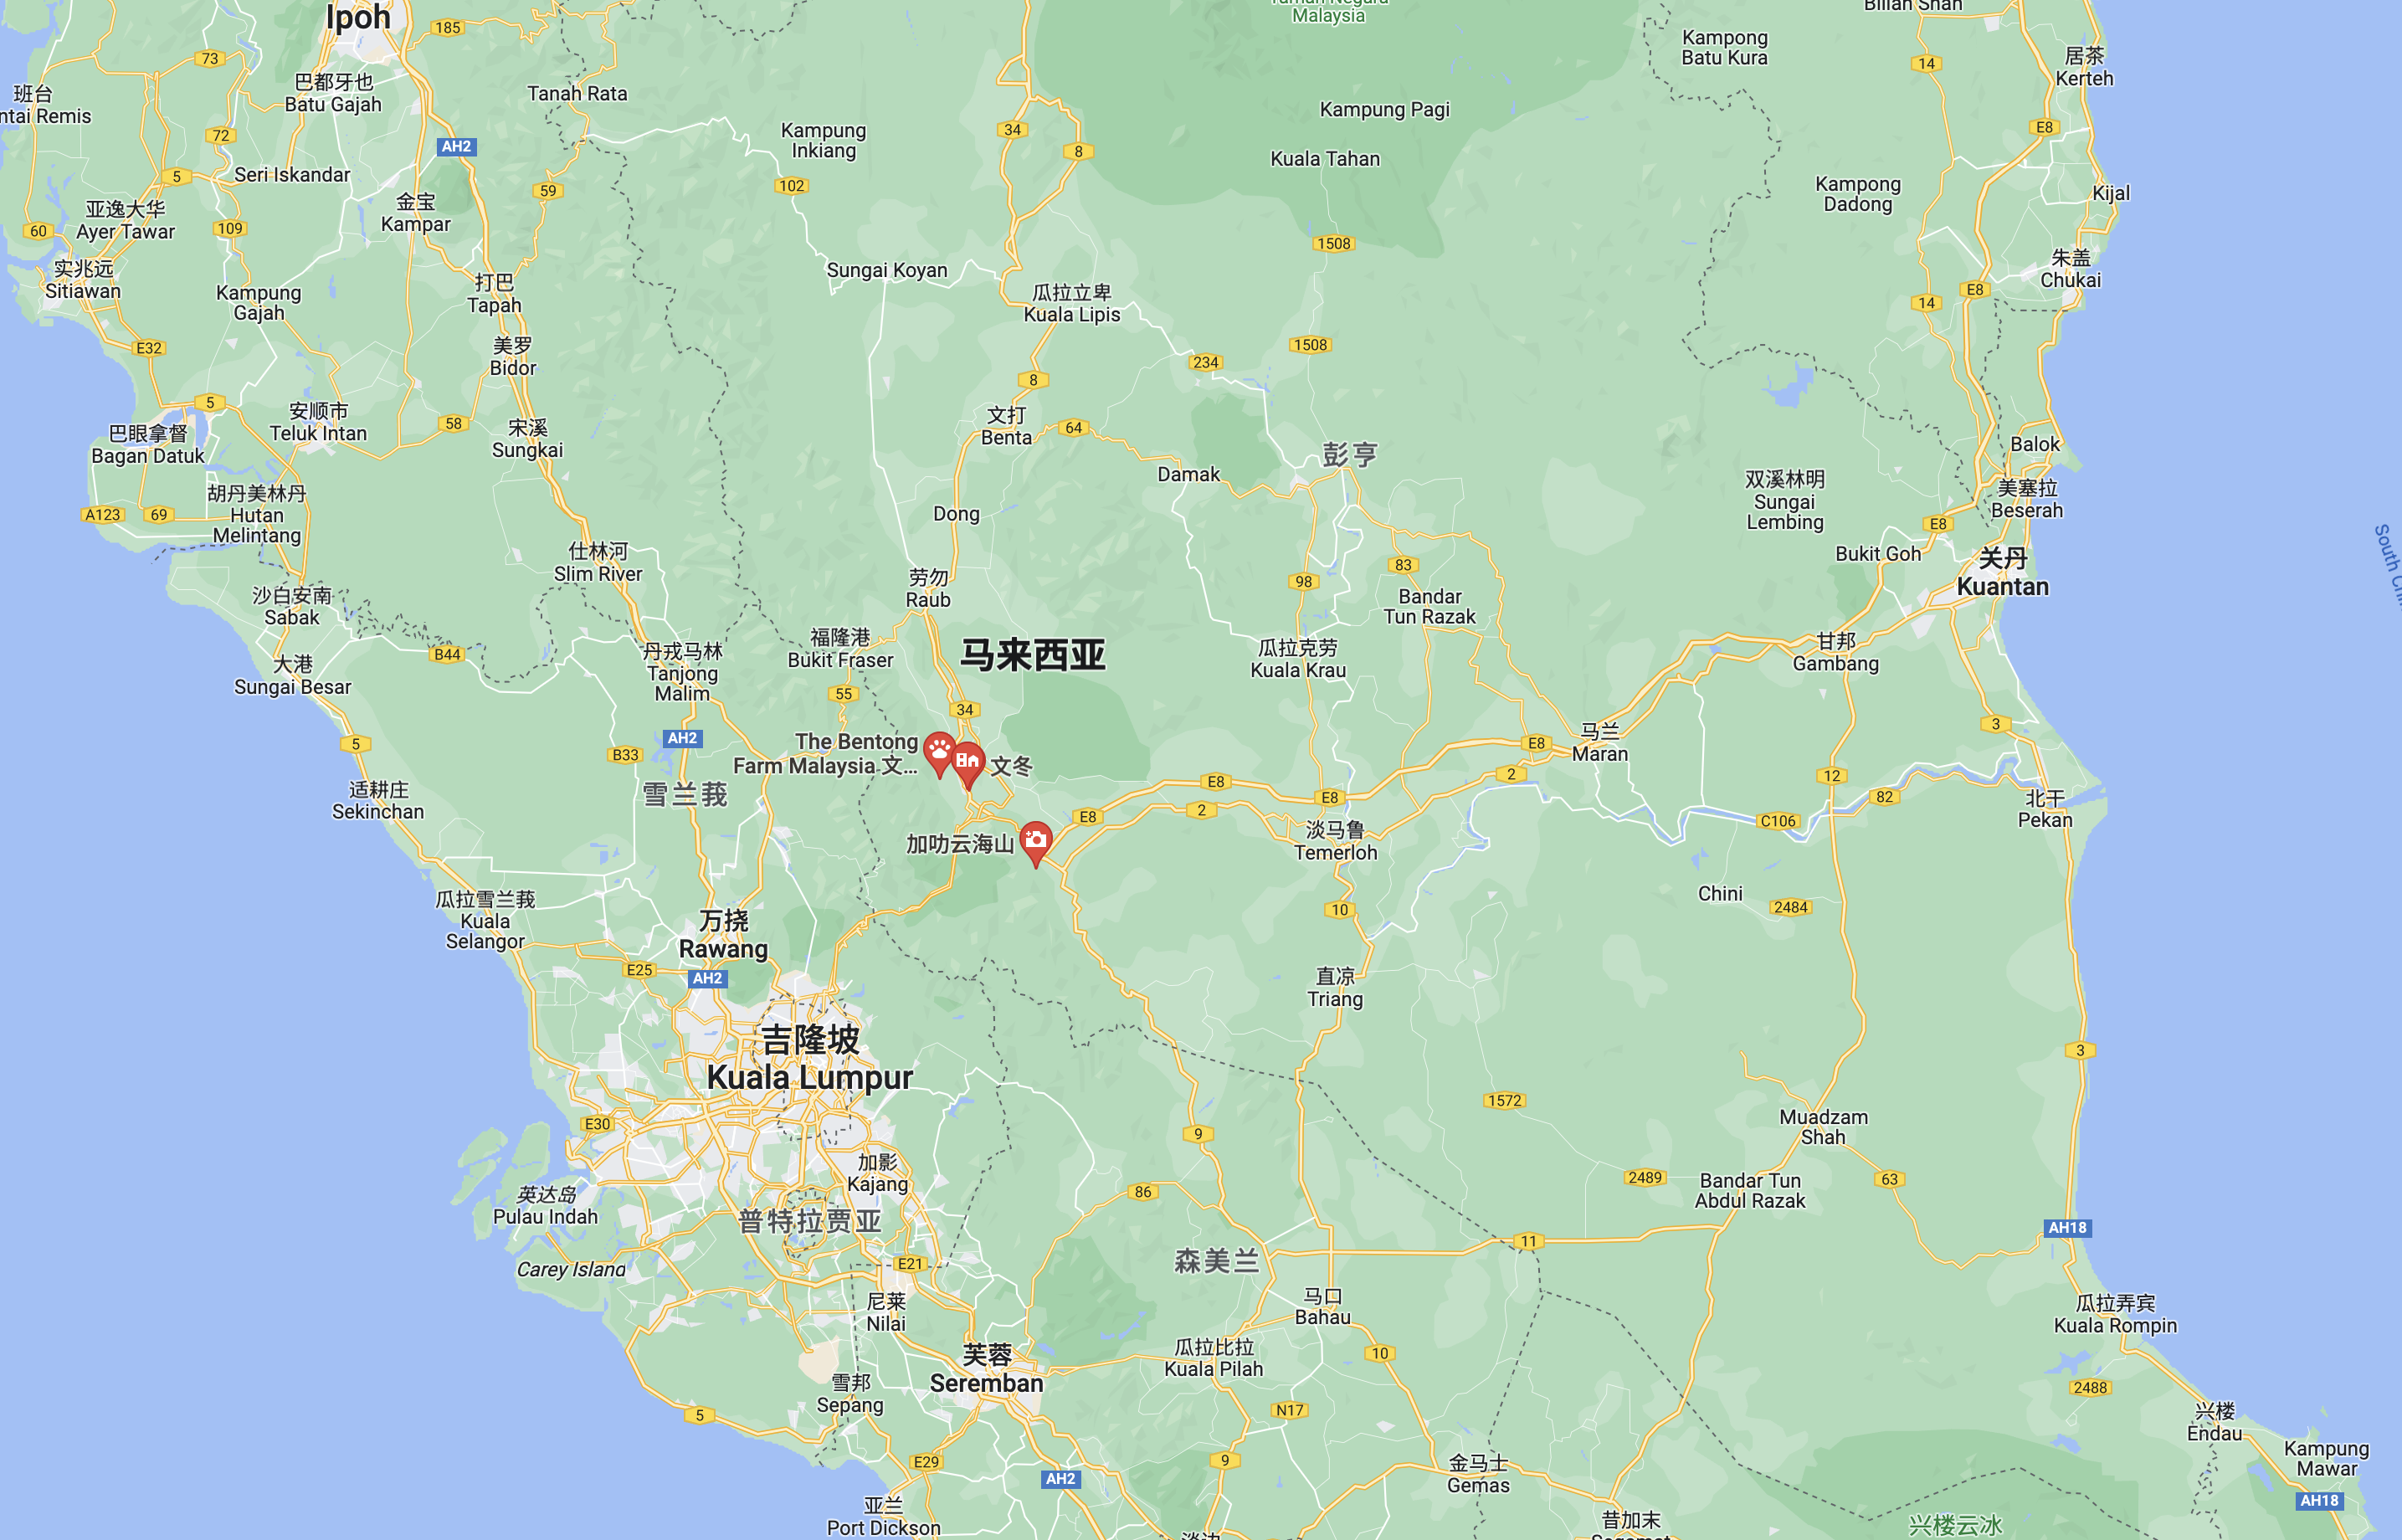 Ipoh
185
Taman Negara
Malaysia
Bilah Shah
73
巴都牙也
Batu Gajah
班台
ntai Remis
Tanah Rata
Kampung
Inkiang
34
8
Kampung Pagi
Kuala Tahan
Kampong
Batu Kura
14
居茶
Kerteh
E8
72
AH2
5
Seri Iskandar
59
102
Kampong
Dadong
Kijal
亚逸大华
Ayer Tawar
60
109
金宝
Kampar
1508
朱盖
Chukai
实兆远
Sitiawan
Kampung
Gajah
打巴
Tapah
Sungai Koyan
瓜拉立卑
Kuala Lipis
14
E8
E32
美罗
Bidor
8
234
1508
5
安顺市
Teluk Intan
58
宋溪
Sungkai
文打
Benta
64
巴眼拿督
Bagan Datuk
Damak
彭亨
Balok
双溪林明
Sungai
Lembing
美塞拉
Beserah
E8
A123
69
胡丹美林丹
Hutan
Melintang
Dong
仕林河
Slim River
劳勿
Raub
98
83
Bandar
Tun Razak
Bukit Goh
关丹
Kuantan
South
沙白安南
Sabak
B44
大港
Sungai Besar
丹戎马林
Tanjong
Malim
福隆港
Bukit Fraser
马来西亚
瓜拉克劳
Kuala Krau
甘邦
Gambang
55
34
3
5
B33
AH2
The Bentong
Farm Malaysia 文...
文冬
马兰
Maran
E8
2
12
雪兰莪
适耕庄
Sekinchan
加叻云海山
E8
E8
2
E8
淡马鲁
Temerloh
C106
82
北干
Pekan
瓜拉雪兰莪
Kuala
Selangor
万挠
Rawang
10
Chini
2484
E25
AH2
直凉
Triang
吉隆坡
Kuala Lumpur
3
E30
9
1572
Muadzam
Shah
加影
Kajang
英达岛
Pulau Indah
普特拉贾亚
86
2489
Bandar Tun
Abdul Razak
63
AH18
Carey Island
E21
森美兰
11
尼莱
Nilai
马口
Bahau
瓜拉弄宾
Kuala Rompin
芙蓉
Seremban
瓜拉比拉
Kuala Pilah
10
雪邦
Sepang
5
N17
2488
兴楼
Endau
E29
AH2
9
金马士
Gemas
Kampung
Mawar
AH18
亚兰
Port Dickson
淡边
昔加末
Segamat
兴楼云冰